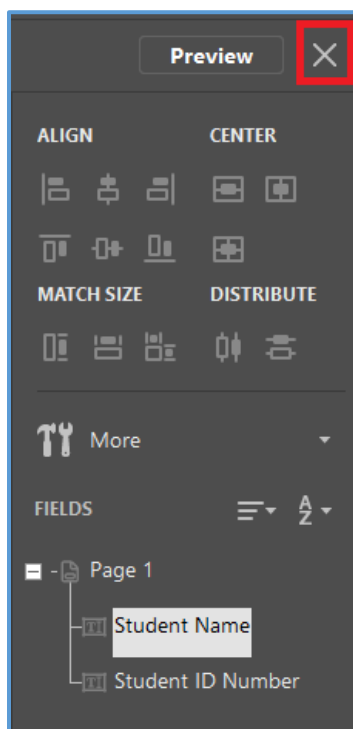 Preview
ALIGN CENTER
MATCH SIZE DISTRIBUTE
More
FIELDS
Page 1
Student Name
Student ID Number